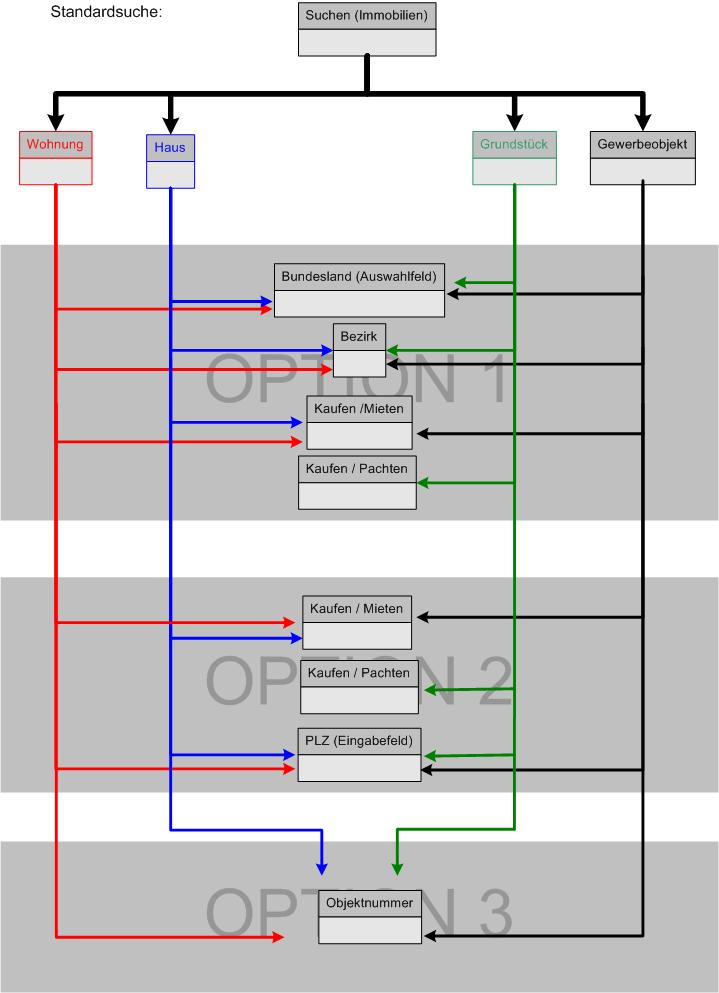 Standardsuche:
Suchen (Immobilien)
Wohnung
Haus
Grundstück
Gewerbeobjekt
Bundesland (Auswahlfeld)
Bezirk
OPTION 1
Kaufen /Mieten
Kaufen / Pachten
Kaufen / Mieten
OPTION 2
Kaufen / Pachten
PLZ (Eingabefeld)
OPTION 3
Objektnummer